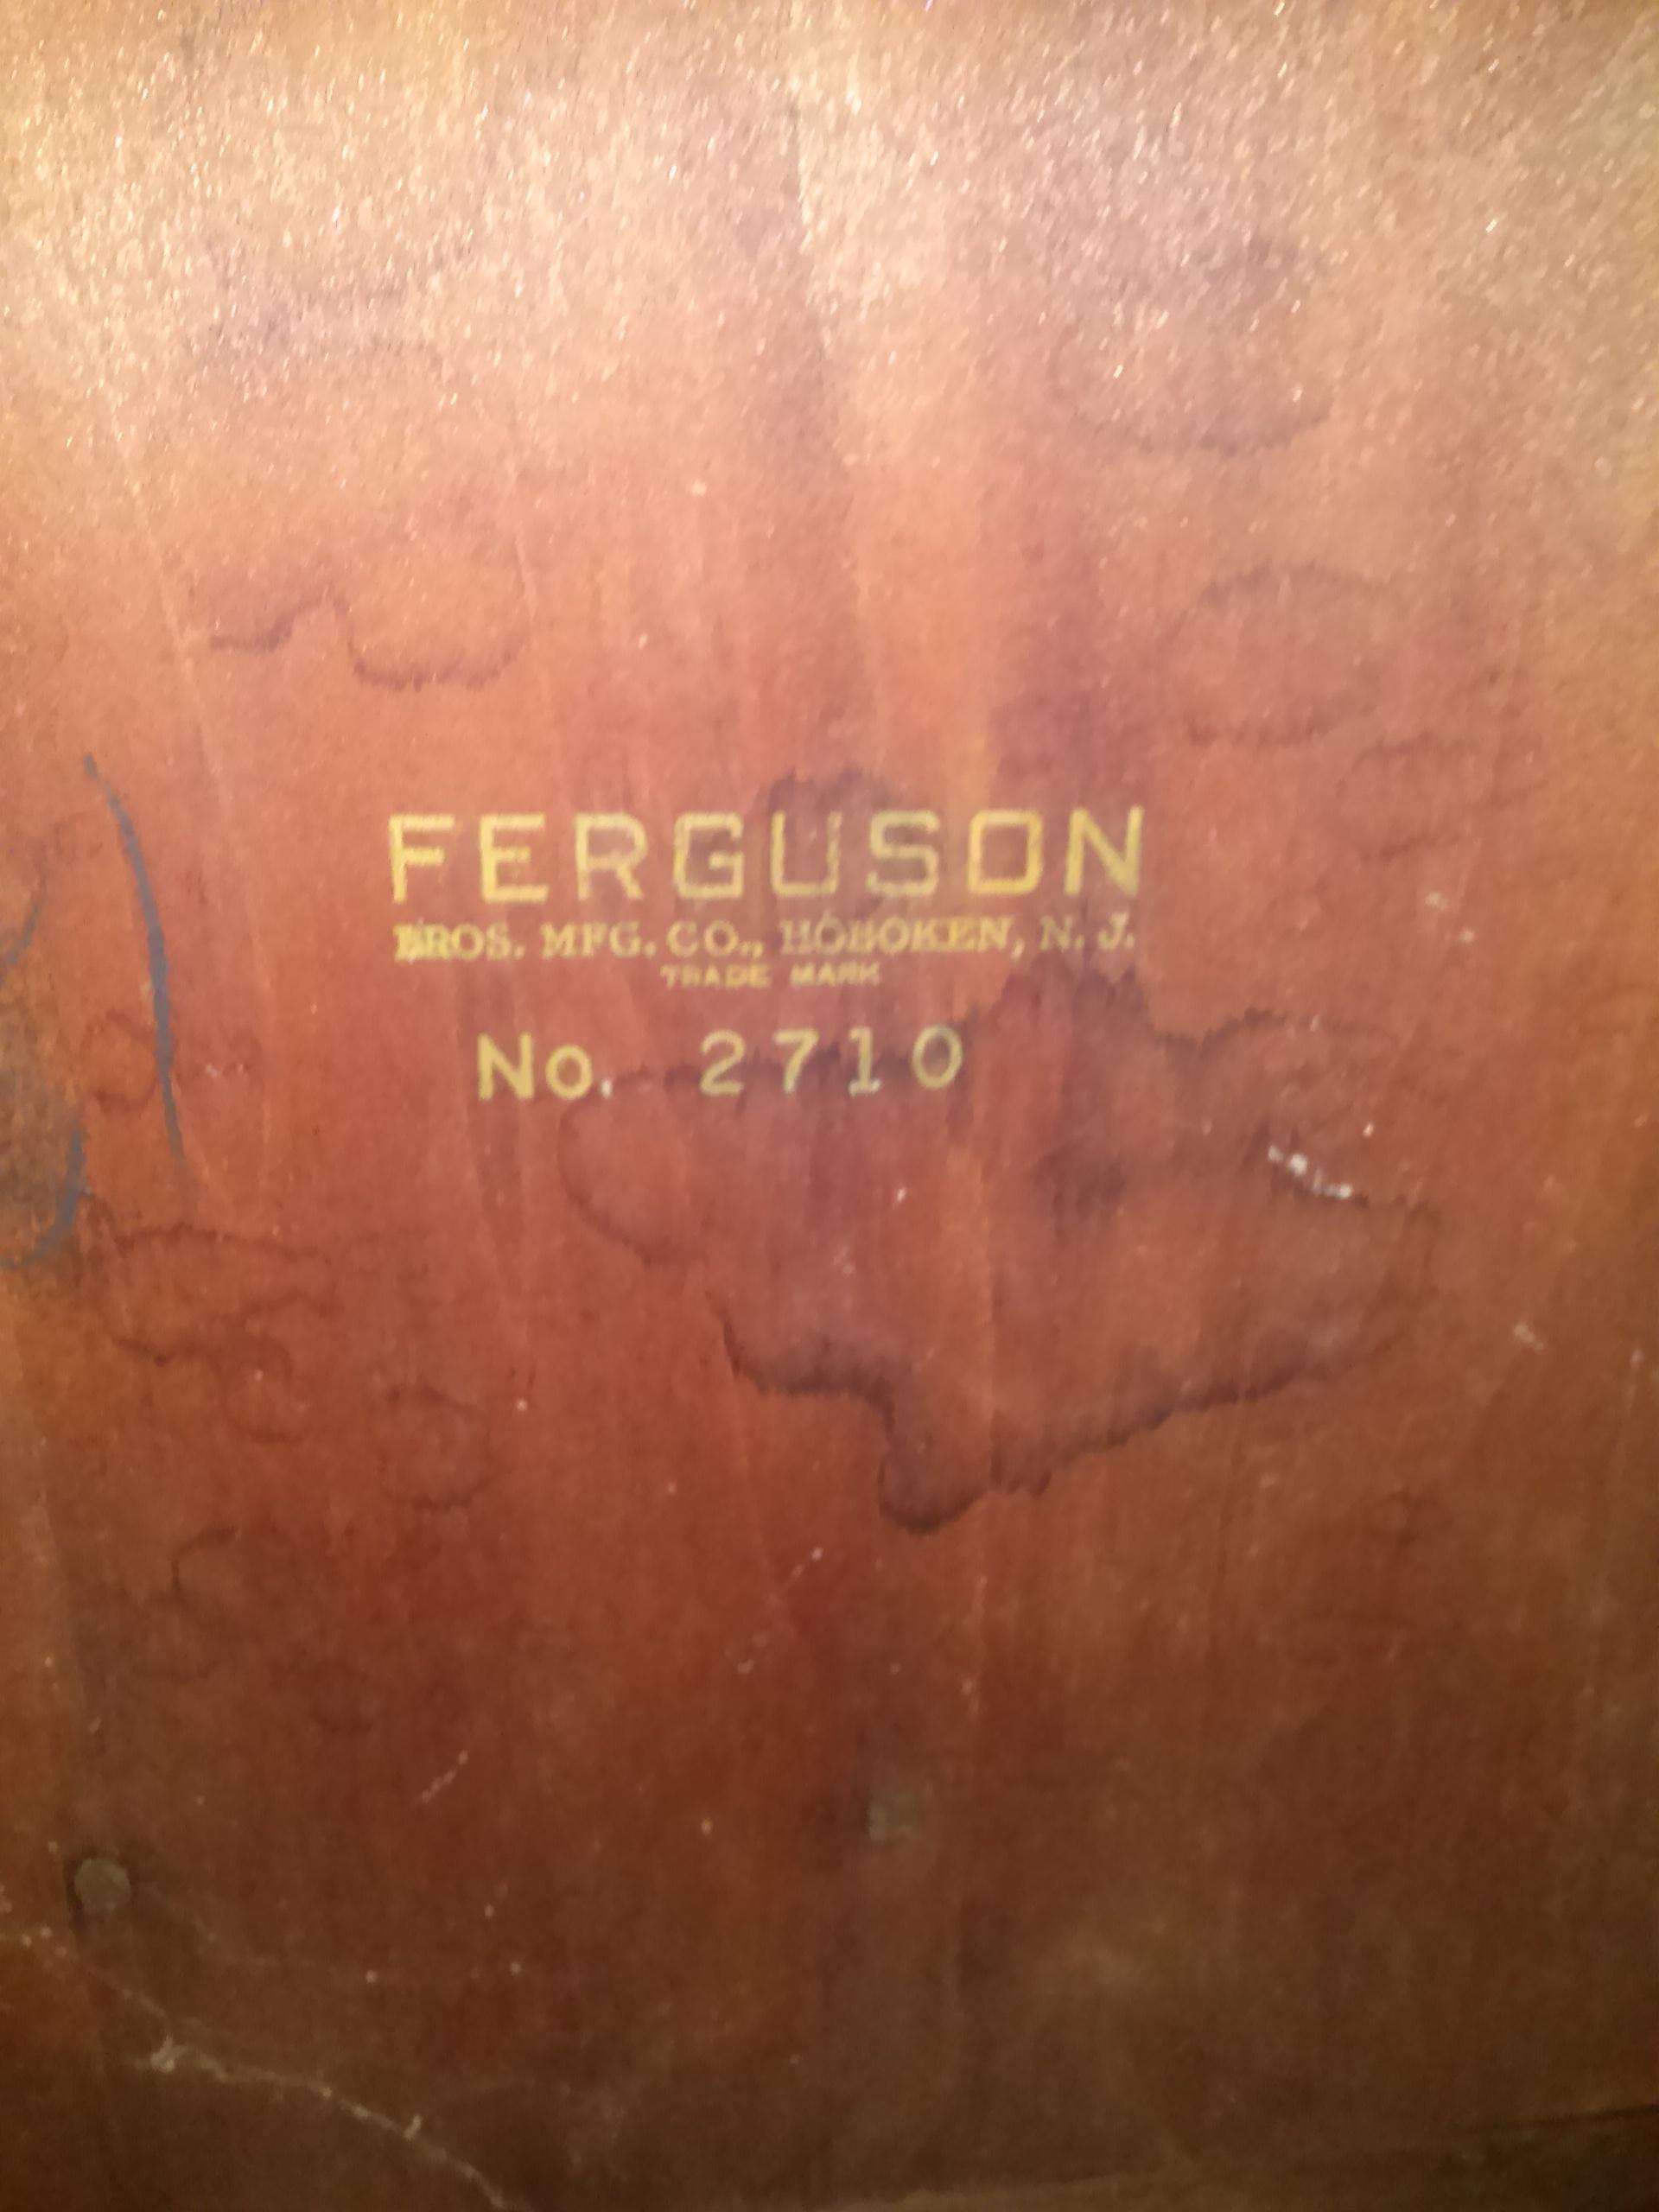 FERGUSON
BROS. MFG. CO., HOBOKEN, N. J.
TRADE MARK
No. 2710